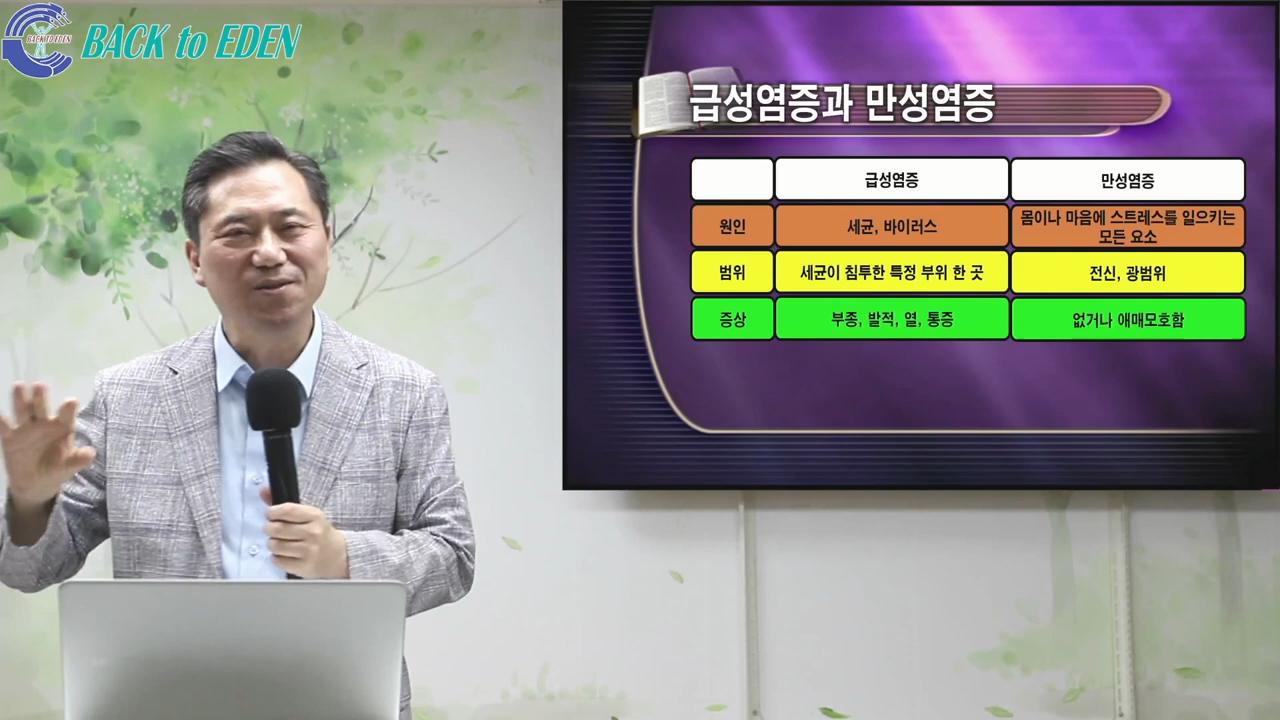 BACK TO EDEN
BACK to EDEN
급성염증과 만성염증
급성염증
만성염증
원인
세균, 바이러스
몸이나 마음에 스트레스를 일으키는
모든 요소
범위
세균이 침투한 특정 부위 한 곳
전신, 광범위
증상
부종, 발적, 열, 통증
없거나 애매모호함